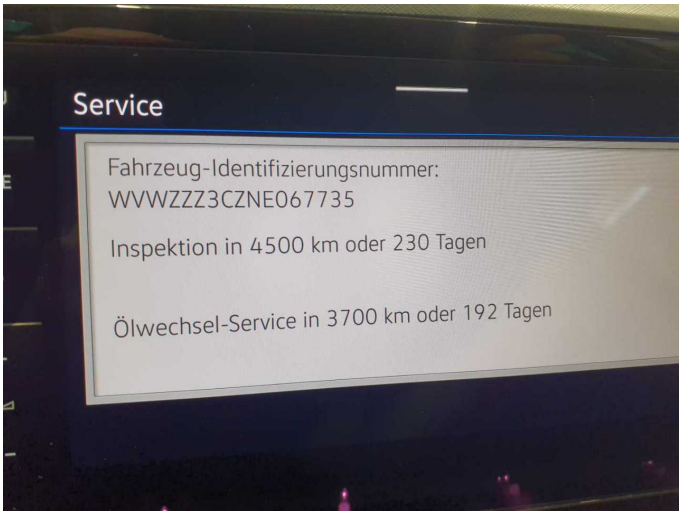 Service
Fahrzeug-Identifizierungsnummer:
WVWZZZ3CZNE067735
Inspektion in 4500 km oder 230 Tagen
Ölwechsel-Service in 3700 km oder 192 Tagen